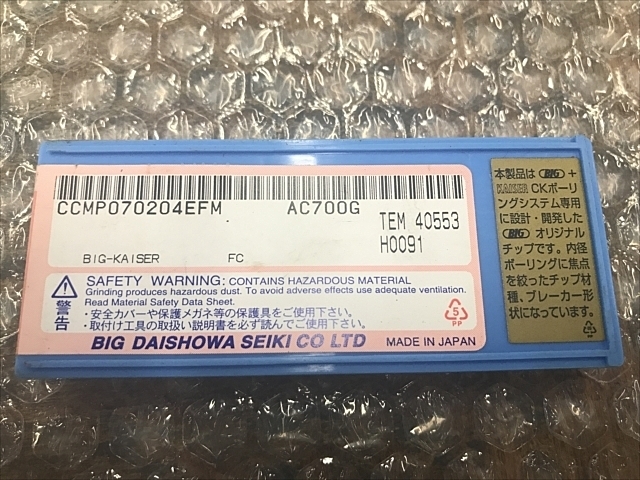 CCMP070204EFM AC700G
TEM 40553
H0091
BIG-KAISER FC
SAFETY WARNING: CONTAINS HAZARDOUS MATERIAL
Grinding produces hazardous dust. To avoid adverse effects use adequate ventilation.
Read Material Safety Data Sheet.
警告
・安全カバーや保護メガネ等の保護具をご使用下さい。
・取付け工具の取扱い説明書を必ず読んでご使用下さい。
5
PP
BIG DAISHOWA SEIKI CO LTD MADE IN JAPAN
本製品は BIG +
KAISER CKボーリ
ングシステム専用
に設計・開発した
BIG オリジナル
チップです。内径
ボーリングに焦点
を絞ったチップ材
種、ブレーカー形
状になっています。